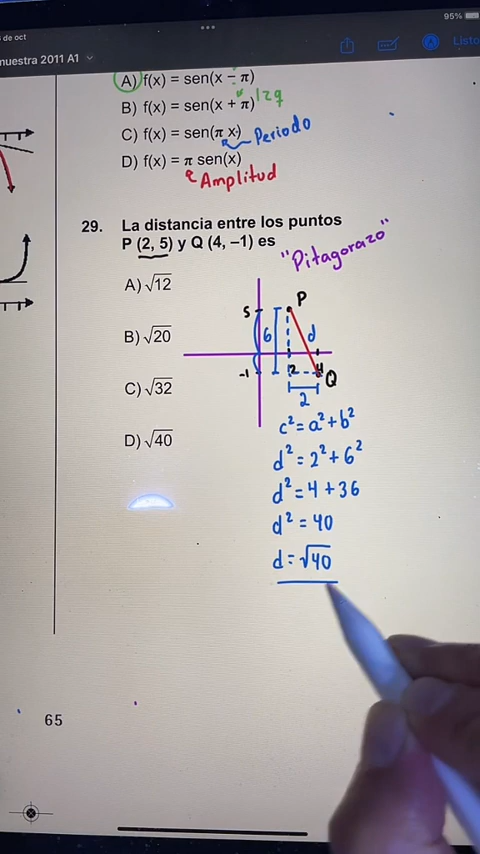 95%
de oct
Listo
nuestra 2011 A1
A) f(x) = sen(x − π)
B) f(x) = sen(x + π) Izq
C) f(x) = sen(π x) Periodo
D) f(x) = π sen(x)
Amplitud
29. La distancia entre los puntos
P (2, 5) y Q (4, −1) es
"Pitagorazo"
A) √12
B) √20
C) √32
D) √40
P
5
6
d
-1
2
4
Q
2
c² = a² + b²
d² = 2² + 6²
d² = 4 + 36
d² = 40
d = √40
65